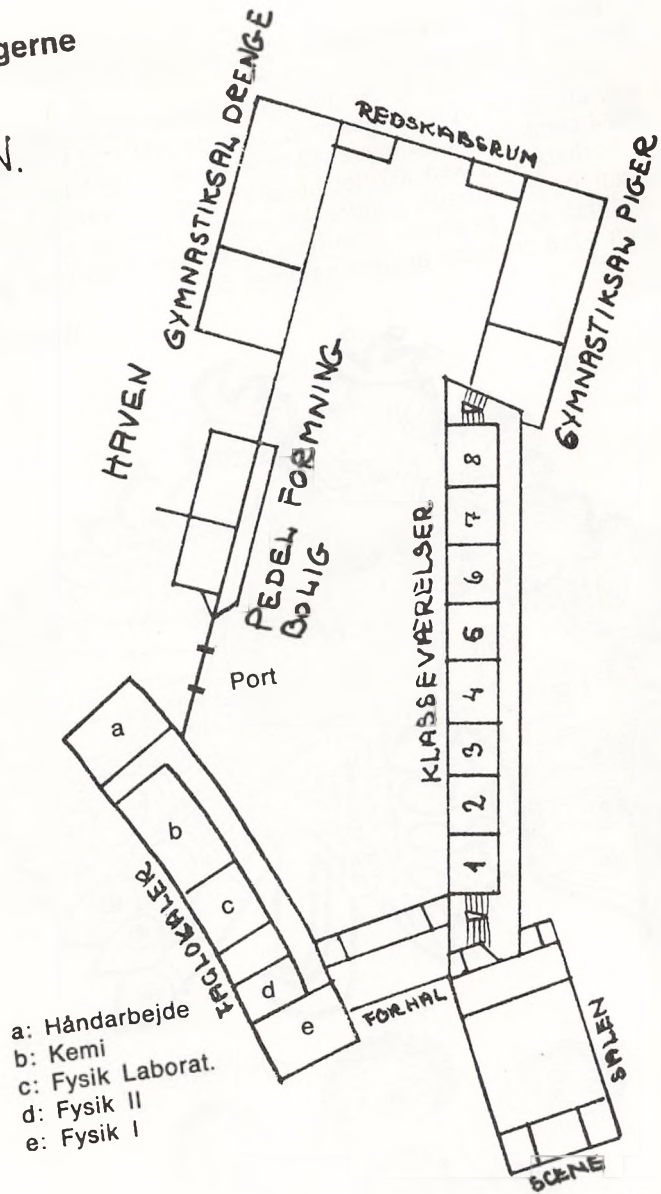 gerne
N.
GYMNASTIKSAL DRENGE
REDSKABSRUM
GYMNASTIKSAL PIGER
HAVEN
PEDEL FORMNING
BOLIG
KLASSEVÆRELSER
8
7
6
5
4
3
2
1
Port
a
b
c
d
e
FAGLOKALER
FORHAL
SALEN
SCENE
a: Håndarbejde
b: Kemi
c: Fysik Laborat.
d: Fysik II
e: Fysik I